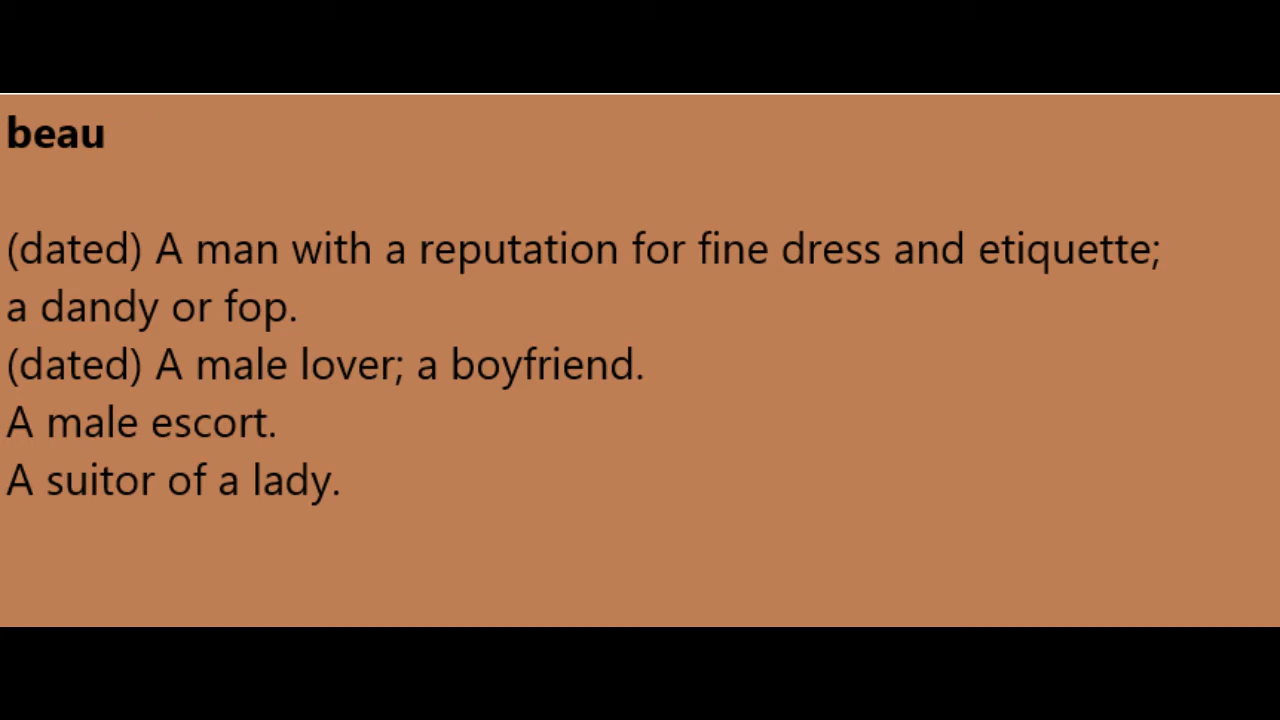 beau
(dated) A man with a reputation for fine dress and etiquette;
a dandy or fop.
(dated) A male lover; a boyfriend.
A male escort.
A suitor of a lady.